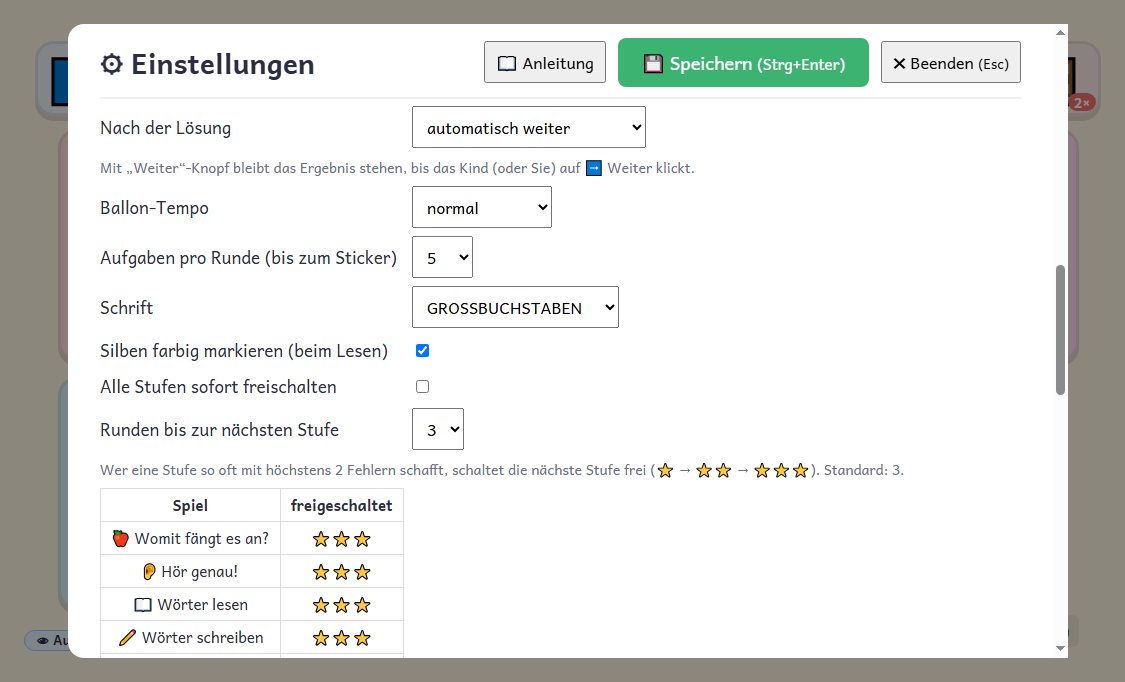 Einstellungen
Anleitung
Speichern (Strg+Enter)
✕ Beenden (Esc)
2×
Nach der Lösung
automatisch weiter
Mit „Weiter“-Knopf bleibt das Ergebnis stehen, bis das Kind (oder Sie) auf ➡ Weiter klickt.
Ballon-Tempo
normal
Aufgaben pro Runde (bis zum Sticker)
5
Schrift
GROSSBUCHSTABEN
Silben farbig markieren (beim Lesen)
Alle Stufen sofort freischalten
Runden bis zur nächsten Stufe
3
Wer eine Stufe so oft mit höchstens 2 Fehlern schafft, schaltet die nächste Stufe frei (⭐ → ⭐⭐ → ⭐⭐⭐). Standard: 3.
Spiel freigeschaltet
Womit fängt es an? ⭐⭐⭐
Hör genau! ⭐⭐⭐
Wörter lesen ⭐⭐⭐
Wörter schreiben ⭐⭐⭐